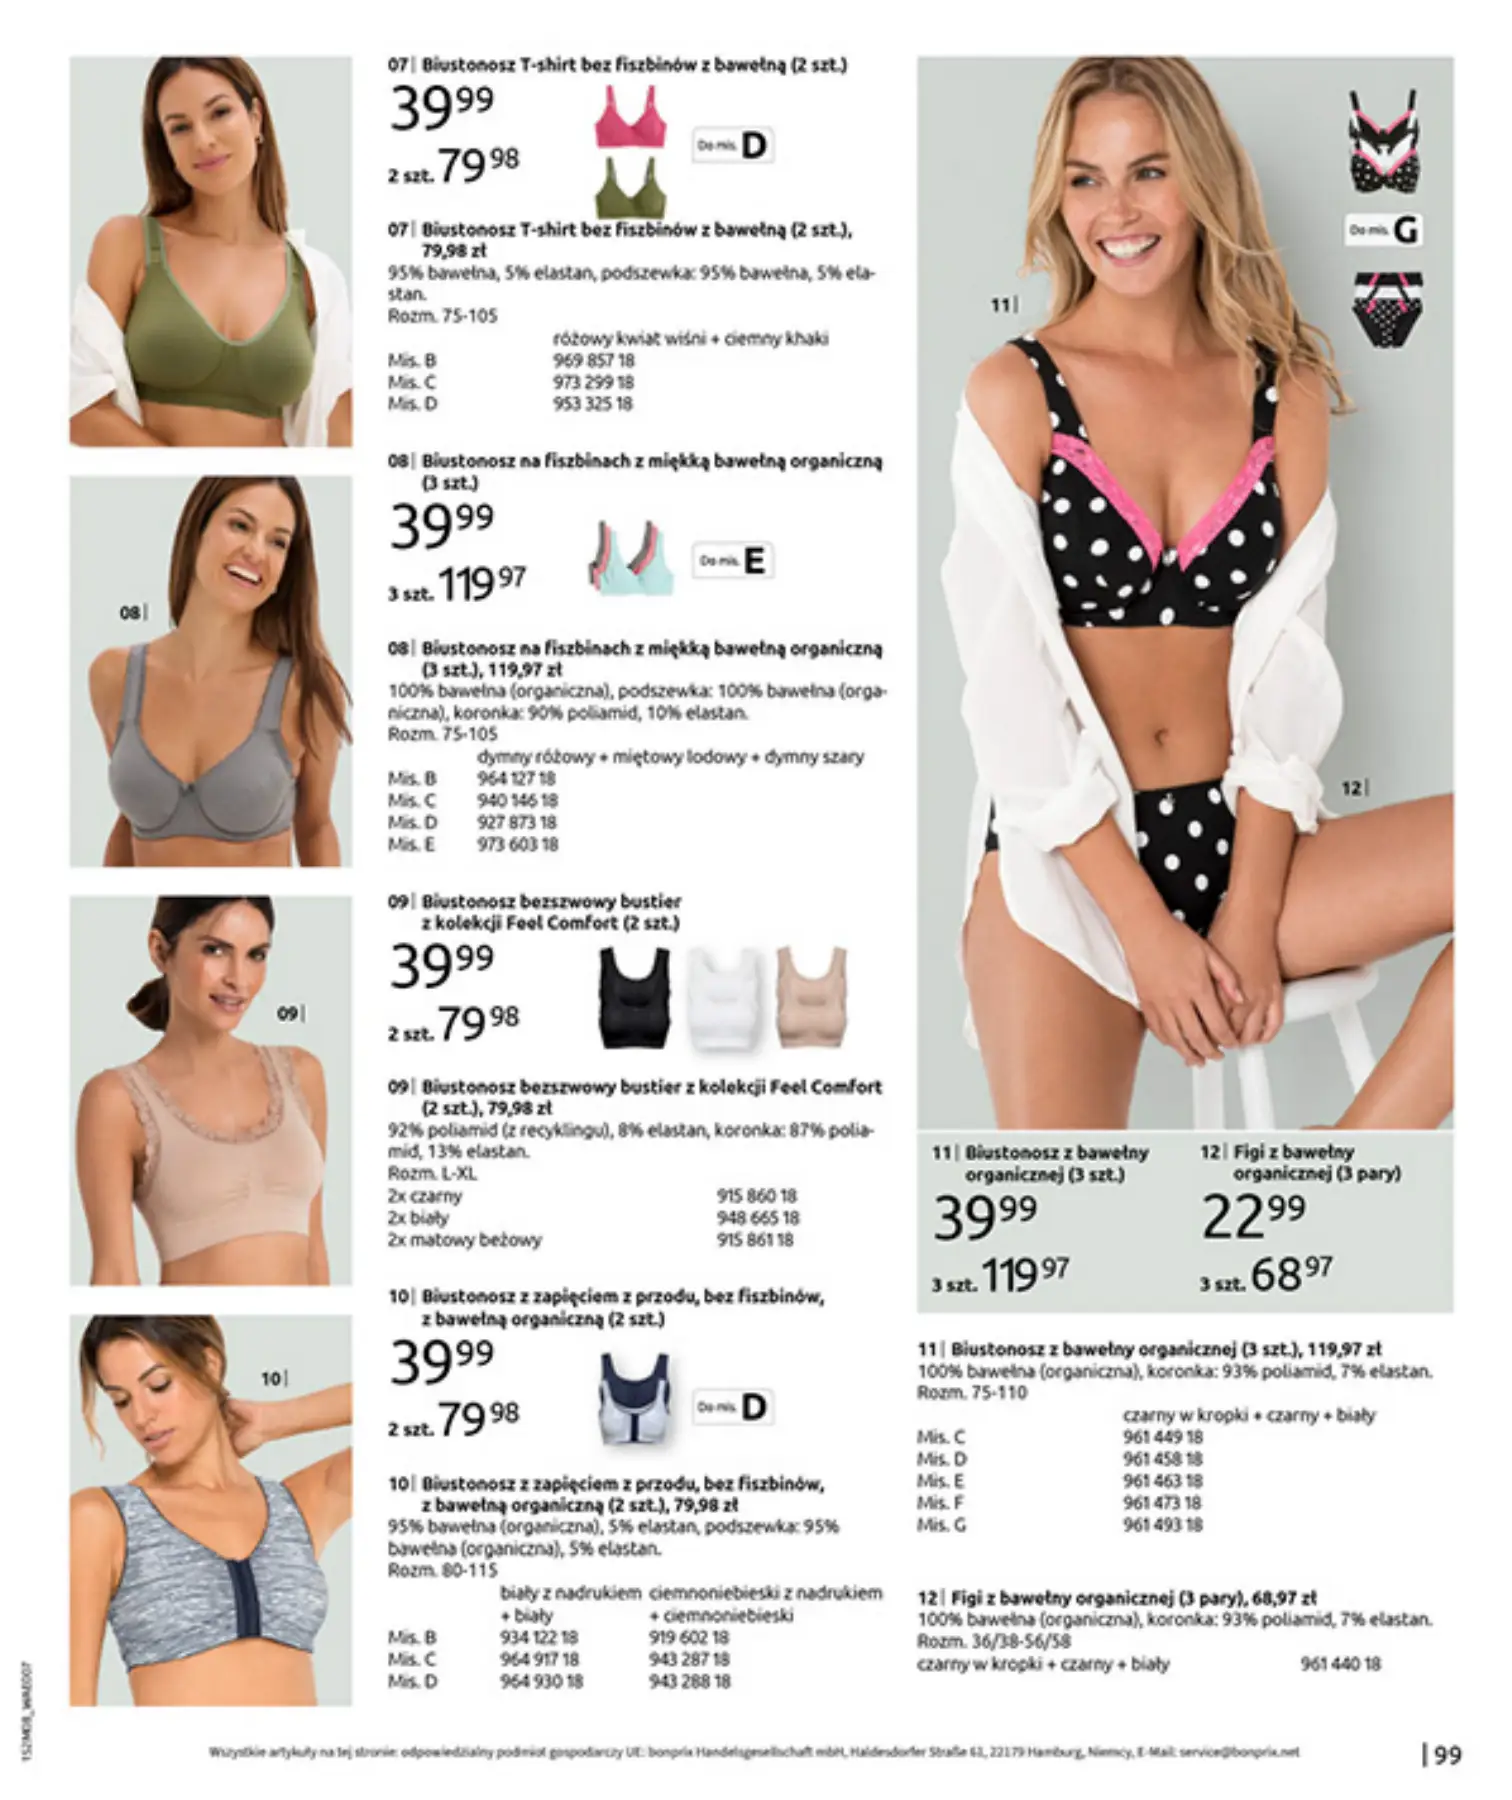 07| Biustonosz T-shirt bez fiszbinów z bawełną (2 szt.)
39 99
2 szt. 79 98
Do mis. D
07| Biustonosz T-shirt bez fiszbinów z bawełną (2 szt.),
79,98 zł
95% bawełna, 5% elastan, podszewka: 95% bawełna, 5% ela-
stan.
Rozm. 75-105
różowy kwiat wiśni + ciemny khaki
Mis. B 969 857 18
Mis. C 973 299 18
Mis. D 953 325 18
08|
08| Biustonosz na fiszbinach z miękką bawełną organiczną
(3 szt.)
39 99
3 szt. 119 97
Do mis. E
08| Biustonosz na fiszbinach z miękką bawełną organiczną
(3 szt.), 119,97 zł
100% bawełna (organiczna), podszewka: 100% bawełna (orga-
niczna), koronka: 90% poliamid, 10% elastan.
Rozm. 75-105
dymny różowy + miętowy lodowy + dymny szary
Mis. B 964 127 18
Mis. C 940 146 18
Mis. D 927 873 18
Mis. E 973 603 18
09|
09| Biustonosz bezszwowy bustier
z kolekcji Feel Comfort (2 szt.)
39 99
2 szt. 79 98
09| Biustonosz bezszwowy bustier z kolekcji Feel Comfort
(2 szt.), 79,98 zł
92% poliamid (z recyklingu), 8% elastan, koronka: 87% polia-
mid, 13% elastan.
Rozm. L-XL
2x czarny 915 860 18
2x biały 948 665 18
2x matowy beżowy 915 861 18
10|
10| Biustonosz z zapięciem z przodu, bez fiszbinów,
z bawełną organiczną (2 szt.)
39 99
2 szt. 79 98
Do mis. D
10| Biustonosz z zapięciem z przodu, bez fiszbinów,
z bawełną organiczną (2 szt.), 79,98 zł
95% bawełna (organiczna), 5% elastan, podszewka: 95%
bawełna (organiczna), 5% elastan.
Rozm. 80-115
biały z nadrukiem ciemnoniebieski z nadrukiem
+ biały + ciemnoniebieski
Mis. B 934 122 18 919 602 18
Mis. C 964 917 18 943 287 18
Mis. D 964 930 18 943 288 18
Do mis. G
11|
12|
11| Biustonosz z bawełny
organicznej (3 szt.)
39 99
3 szt. 119 97
12| Figi z bawełny
organicznej (3 pary)
22 99
3 szt. 68 97
11| Biustonosz z bawełny organicznej (3 szt.), 119,97 zł
100% bawełna (organiczna), koronka: 93% poliamid, 7% elastan.
Rozm. 75-110
czarny w kropki + czarny + biały
Mis. C 961 449 18
Mis. D 961 458 18
Mis. E 961 463 18
Mis. F 961 473 18
Mis. G 961 493 18
12| Figi z bawełny organicznej (3 pary), 68,97 zł
100% bawełna (organiczna), koronka: 93% poliamid, 7% elastan.
Rozm. 36/38-56/58
czarny w kropki + czarny + biały 961 440 18
152M08_WAE007
Wszystkie artykuły na tej stronie: odpowiedzialny podmiot gospodarczy UE: bonprix Handelsgesellschaft mbH, Haldesdorfer Straße 61, 22179 Hamburg, Niemcy, E-Mail: service@bonprix.net
| 99